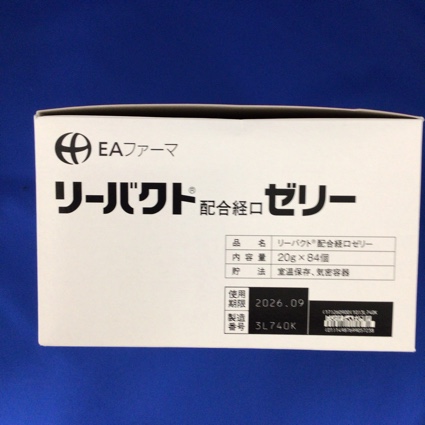 EAファーマ
リーバクト® 配合経口ゼリー
品名 リーバクト®配合経口ゼリー
内容量 20g×84個
貯法 室温保存、気密容器
使用期限 2026.09
製造番号 3L740K